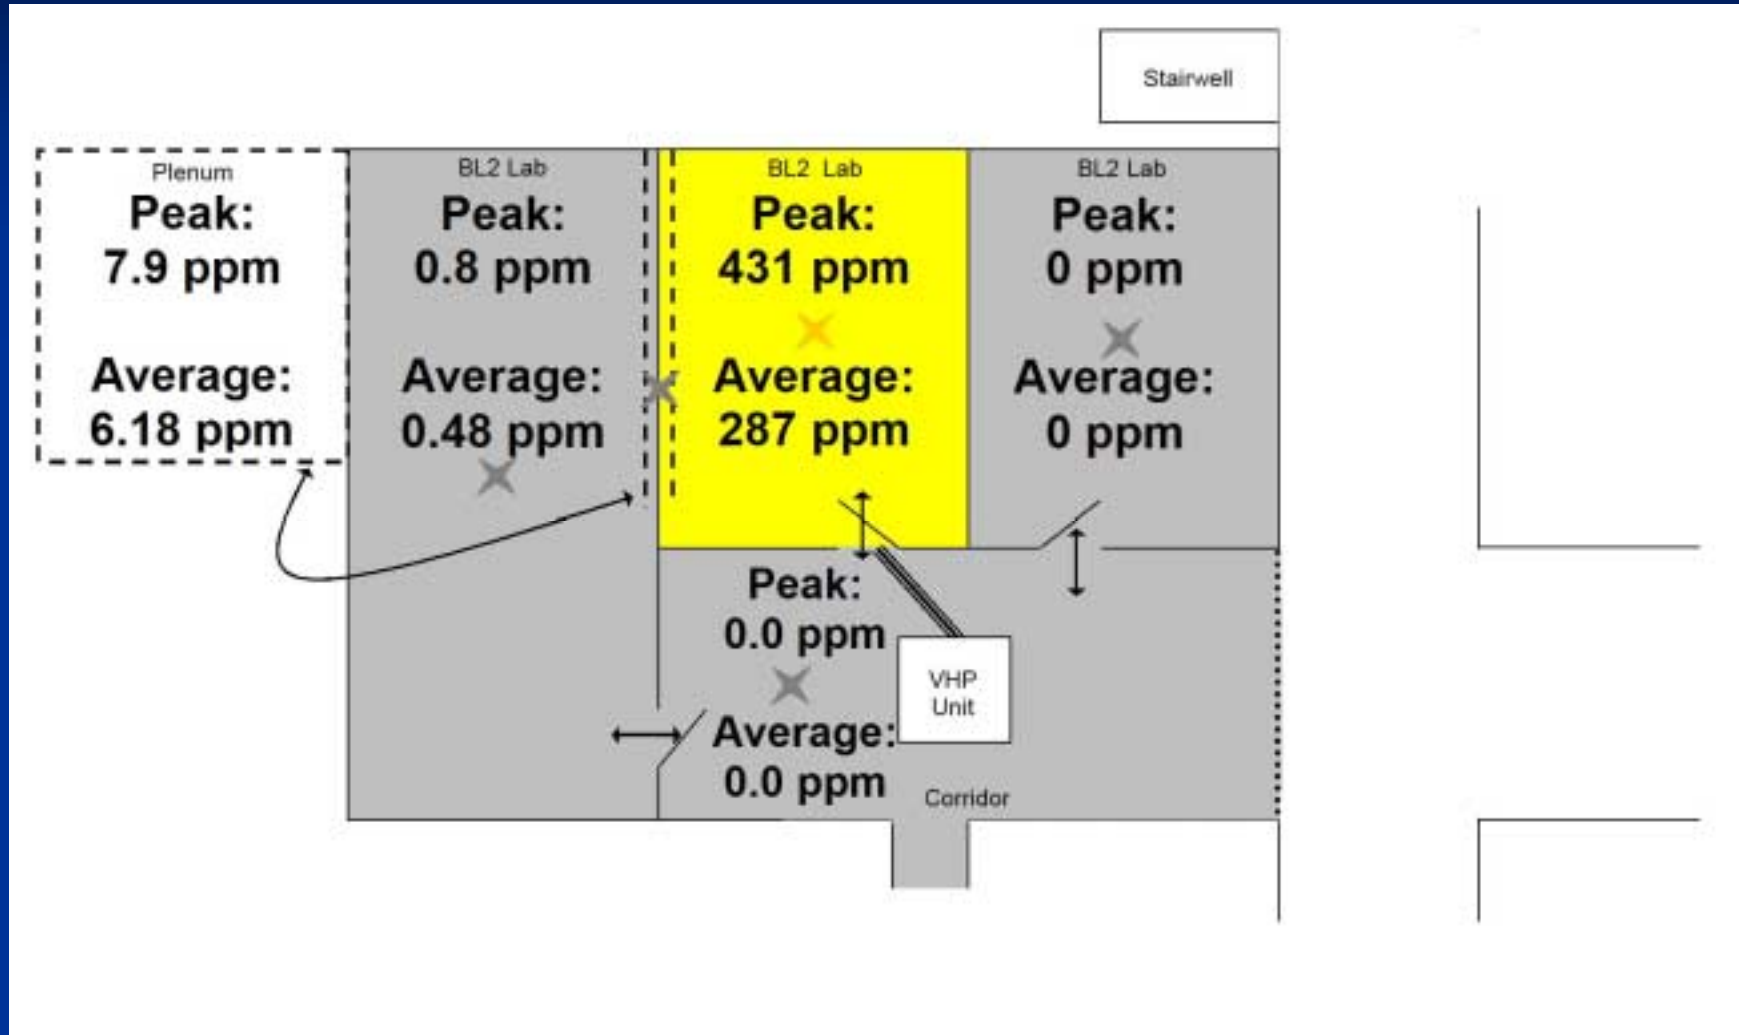 Stairwell
Plenum
Peak:
7.9 ppm
Average:
6.18 ppm
BL2 Lab
Peak:
0.8 ppm
Average:
0.48 ppm
BL2 Lab
Peak:
431 ppm
Average:
287 ppm
BL2 Lab
Peak:
0 ppm
Average:
0 ppm
Peak:
0.0 ppm
Average:
0.0 ppm
VHP
Unit
Corridor